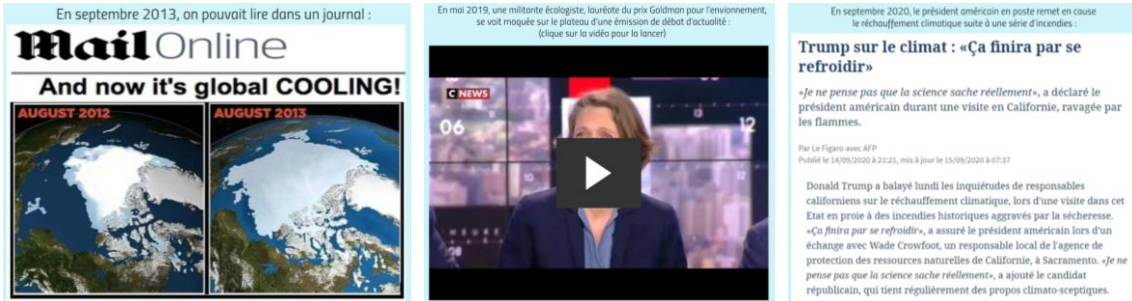 En septembre 2013, on pouvait lire dans un journal :
Mail Online
And now it's global COOLING!
AUGUST 2012
AUGUST 2013
En mai 2019, une militante écologiste, lauréate du prix Goldman pour l'envionnement,
se voit moquée sur le plateau d'une émission de débat d'actualité :
(clique sur la vidéo pour la lancer)
C NEWS
06
12
HEURE
En septembre 2020, le président américain en poste remet en cause
le réchauffement climatique suite à une série d'incendies :
Trump sur le climat : «Ça finira par se
refroidir»
«Je ne pense pas que la science sache réellement», a déclaré le
président américain durant une visite en Californie, ravagée par
les flammes.
Par Le Figaro avec AFP
Publié le 14/09/2020 à 21:21, mis à jour le 15/09/2020 à 07:37
Donald Trump a balayé lundi les inquiétudes de responsables
californiens sur le réchauffement climatique, lors d'une visite dans cet
Etat en proie à des incendies historiques aggravés par la sécheresse.
«Ça finira par se refroidir», a assuré le président américain lors d'un
échange avec Wade Crowfoot, un responsable local de l'agence de
protection des ressources naturelles de Californie, à Sacramento. «Je ne
pense pas que la science sache réellement», a ajouté le candidat
républicain, qui tient régulièrement des propos climato-sceptiques.